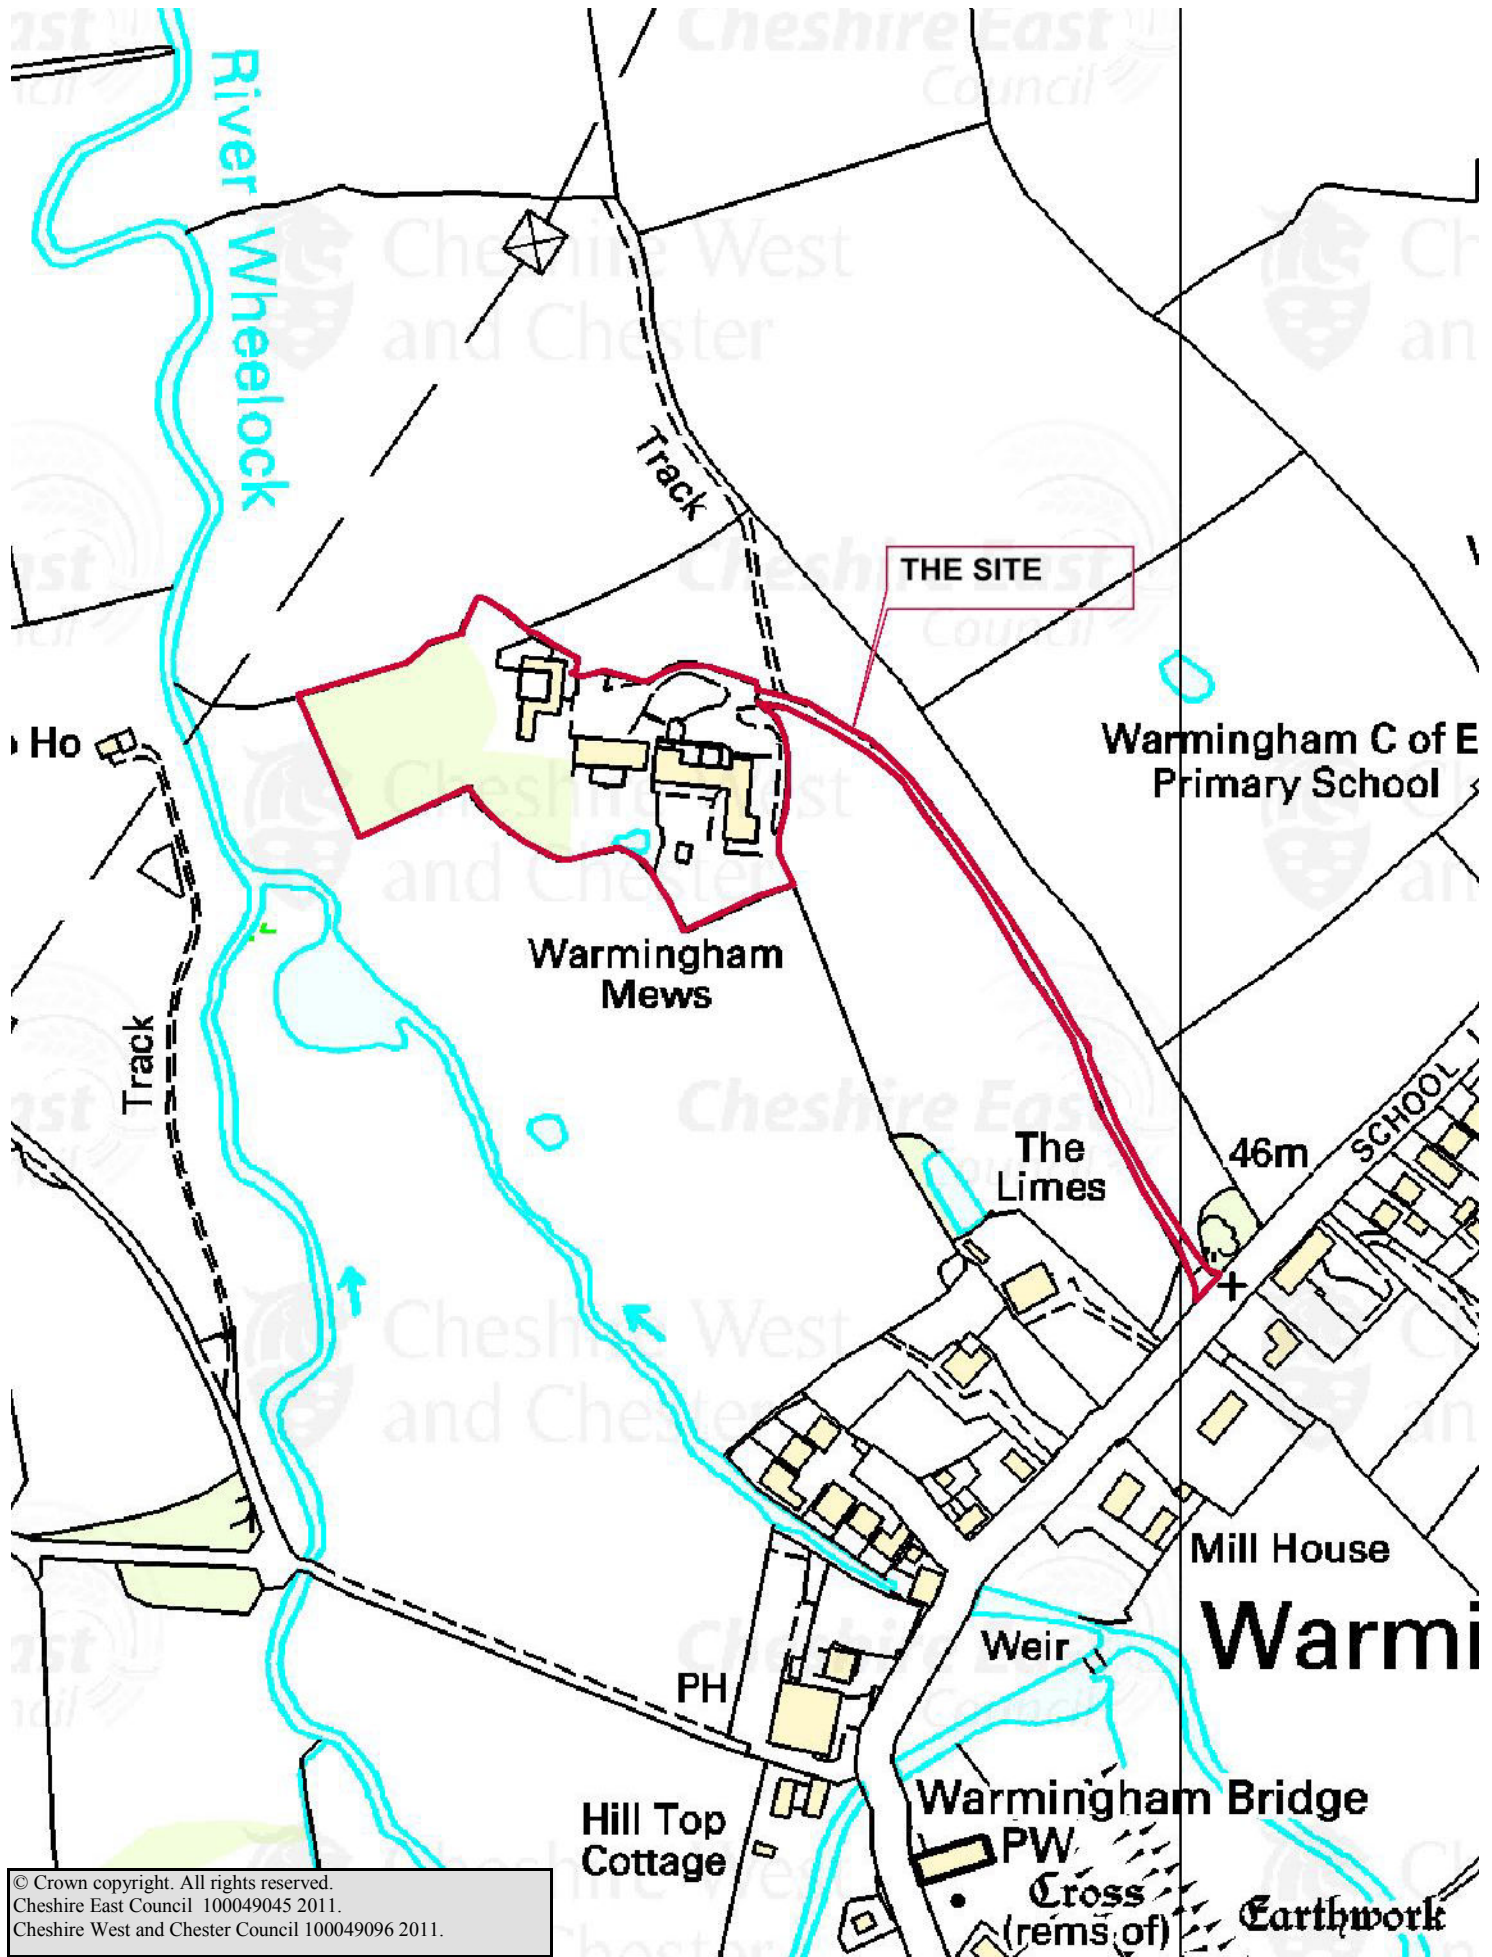 River Wheelock
Track
THE SITE
Warmingham C of E
Primary School
Ho
Warmingham
Mews
Track
The
Limes
46m
SCHOOL
Mill House
Warmi
Weir
PH
Warmingham Bridge
Hill Top
Cottage
PW
Cross
(rems of)
Earthwork
© Crown copyright. All rights reserved.
Cheshire East Council 100049045 2011.
Cheshire West and Chester Council 100049096 2011.
Cheshire East
Council
Cheshire West
and Chester